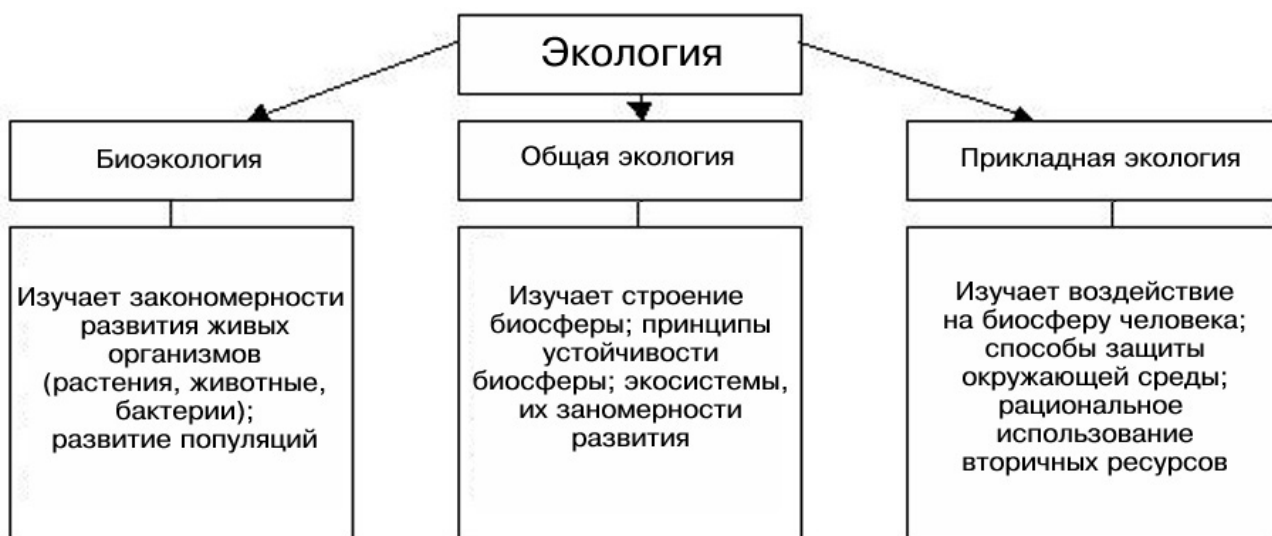 Экология
Биоэкология
Изучает закономерности
развития живых
организмов
(растения, животные,
бактерии);
развитие популяций
Общая экология
Изучает строение
биосферы; принципы
устойчивости
биосферы; экосистемы,
их заномерности
развития
Прикладная экология
Изучает воздействие
на биосферу человека;
способы защиты
окружающей среды;
рациональное
использование
вторичных ресурсов